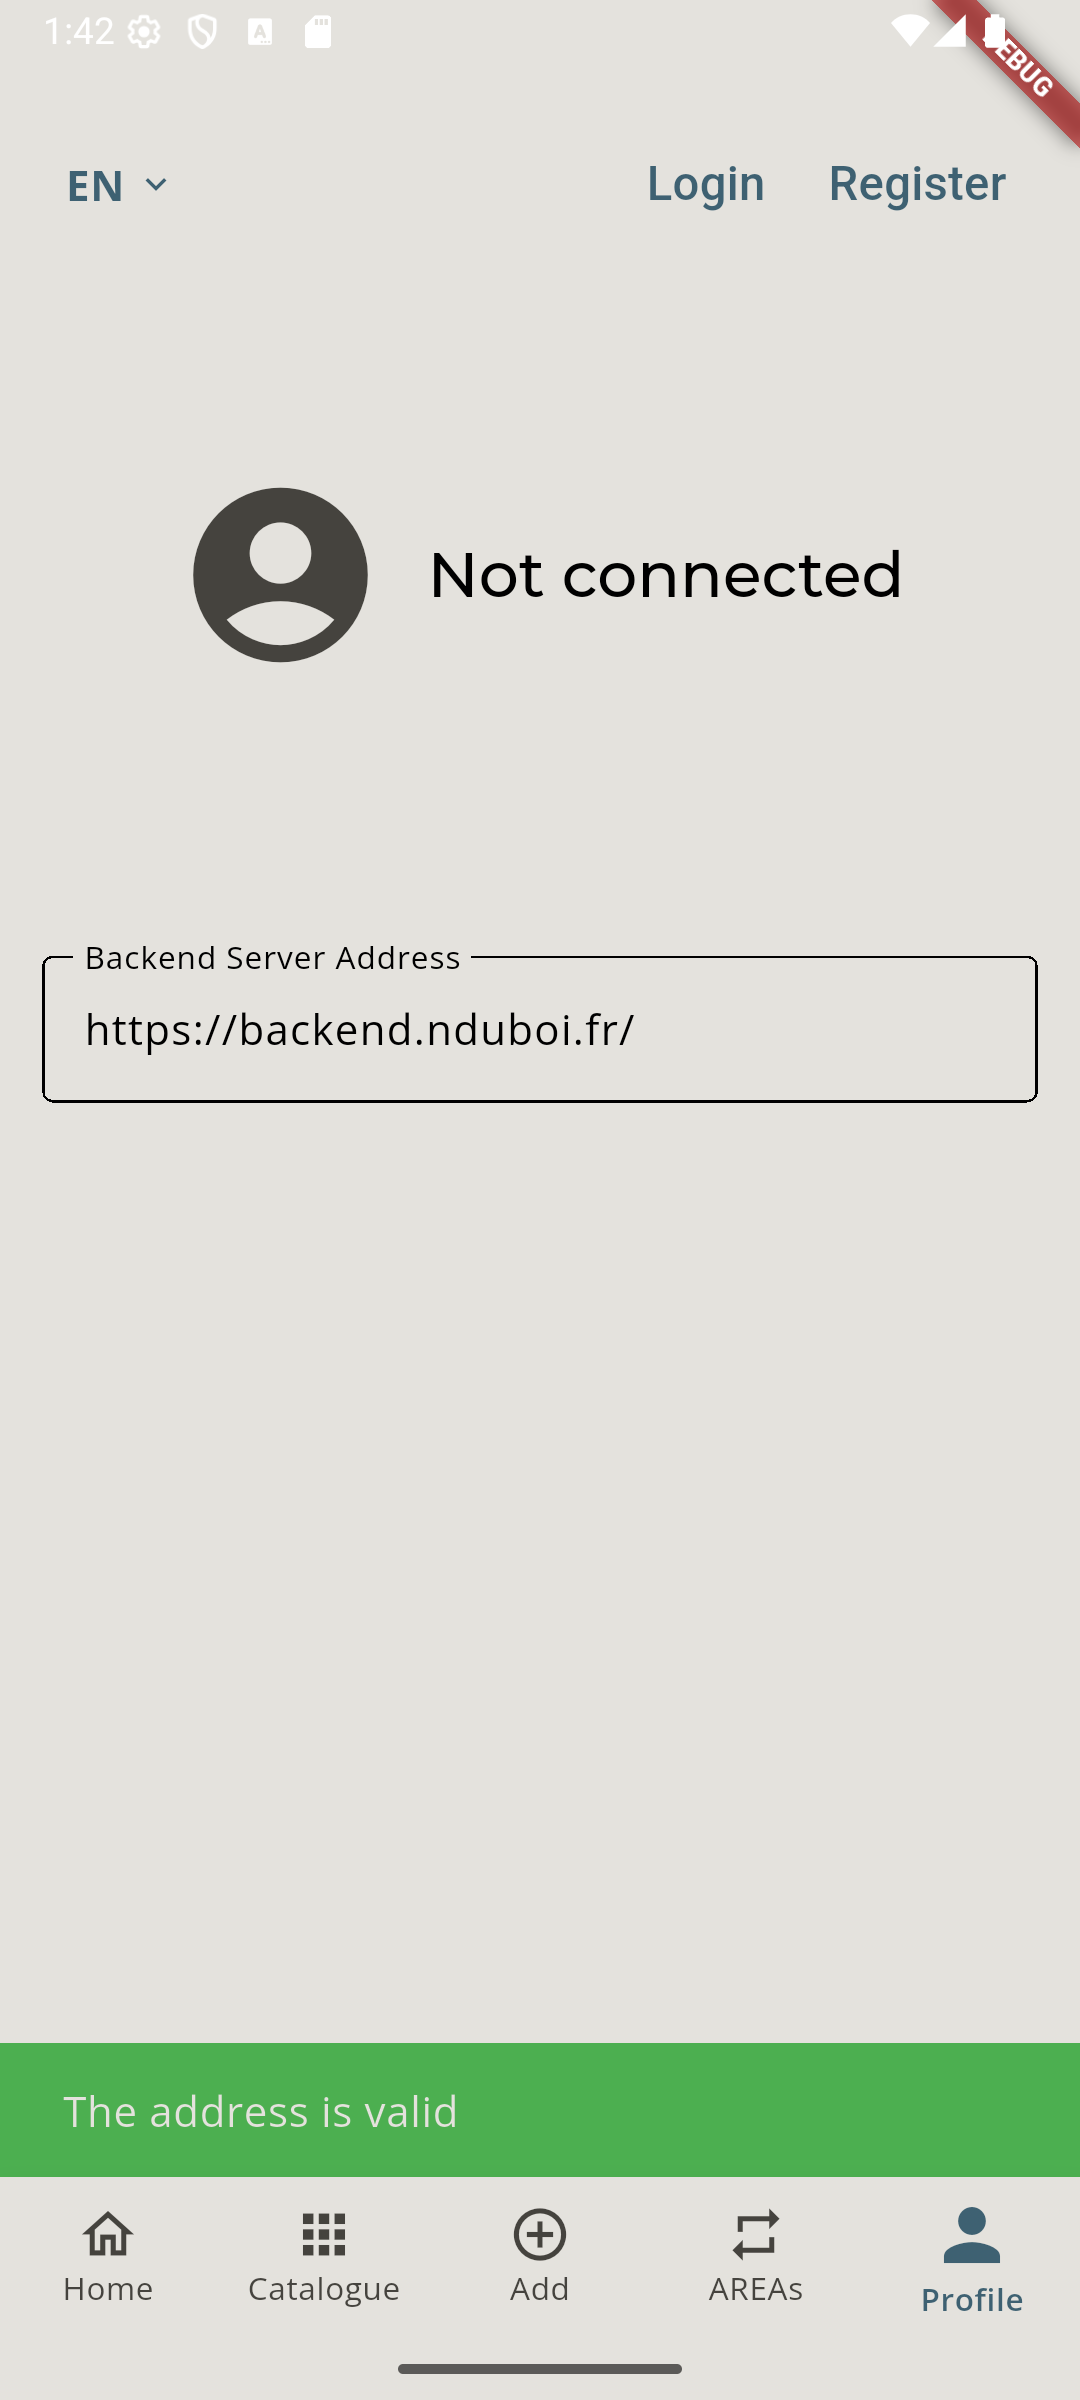 1:42
EBUG
EN
Login Register
Not connected
Backend Server Address
https://backend.nduboi.fr/
The address is valid
Home Catalogue Add AREAs Profile